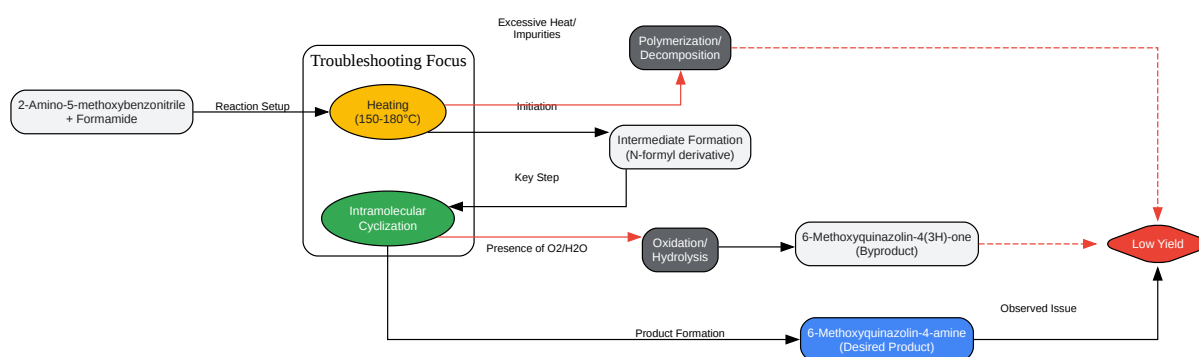 Excessive Heat/
Impurities
Polymerization/
Decomposition
Troubleshooting Focus
2-Amino-5-methoxybenzonitrile
+ Formamide
Reaction Setup
Heating
(150-180°C)
Initiation
Intermediate Formation
(N-formyl derivative)
Key Step
Intramolecular
Cyclization
Presence of O2/H2O
Oxidation/
Hydrolysis
6-Methoxyquinazolin-4(3H)-one
(Byproduct)
Low Yield
Product Formation
6-Methoxyquinazolin-4-amine
(Desired Product)
Observed Issue